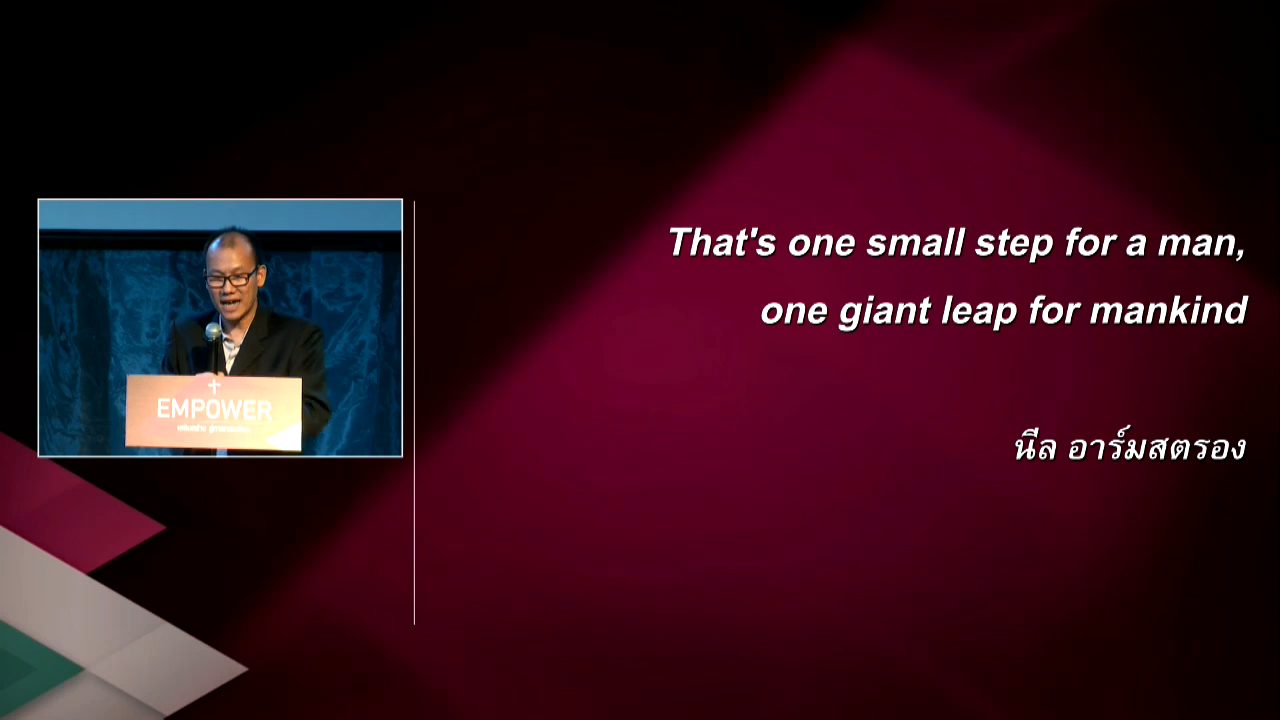 EMPOWER
That's one small step for a man,
one giant leap for mankind
นีล อาร์มสตรอง